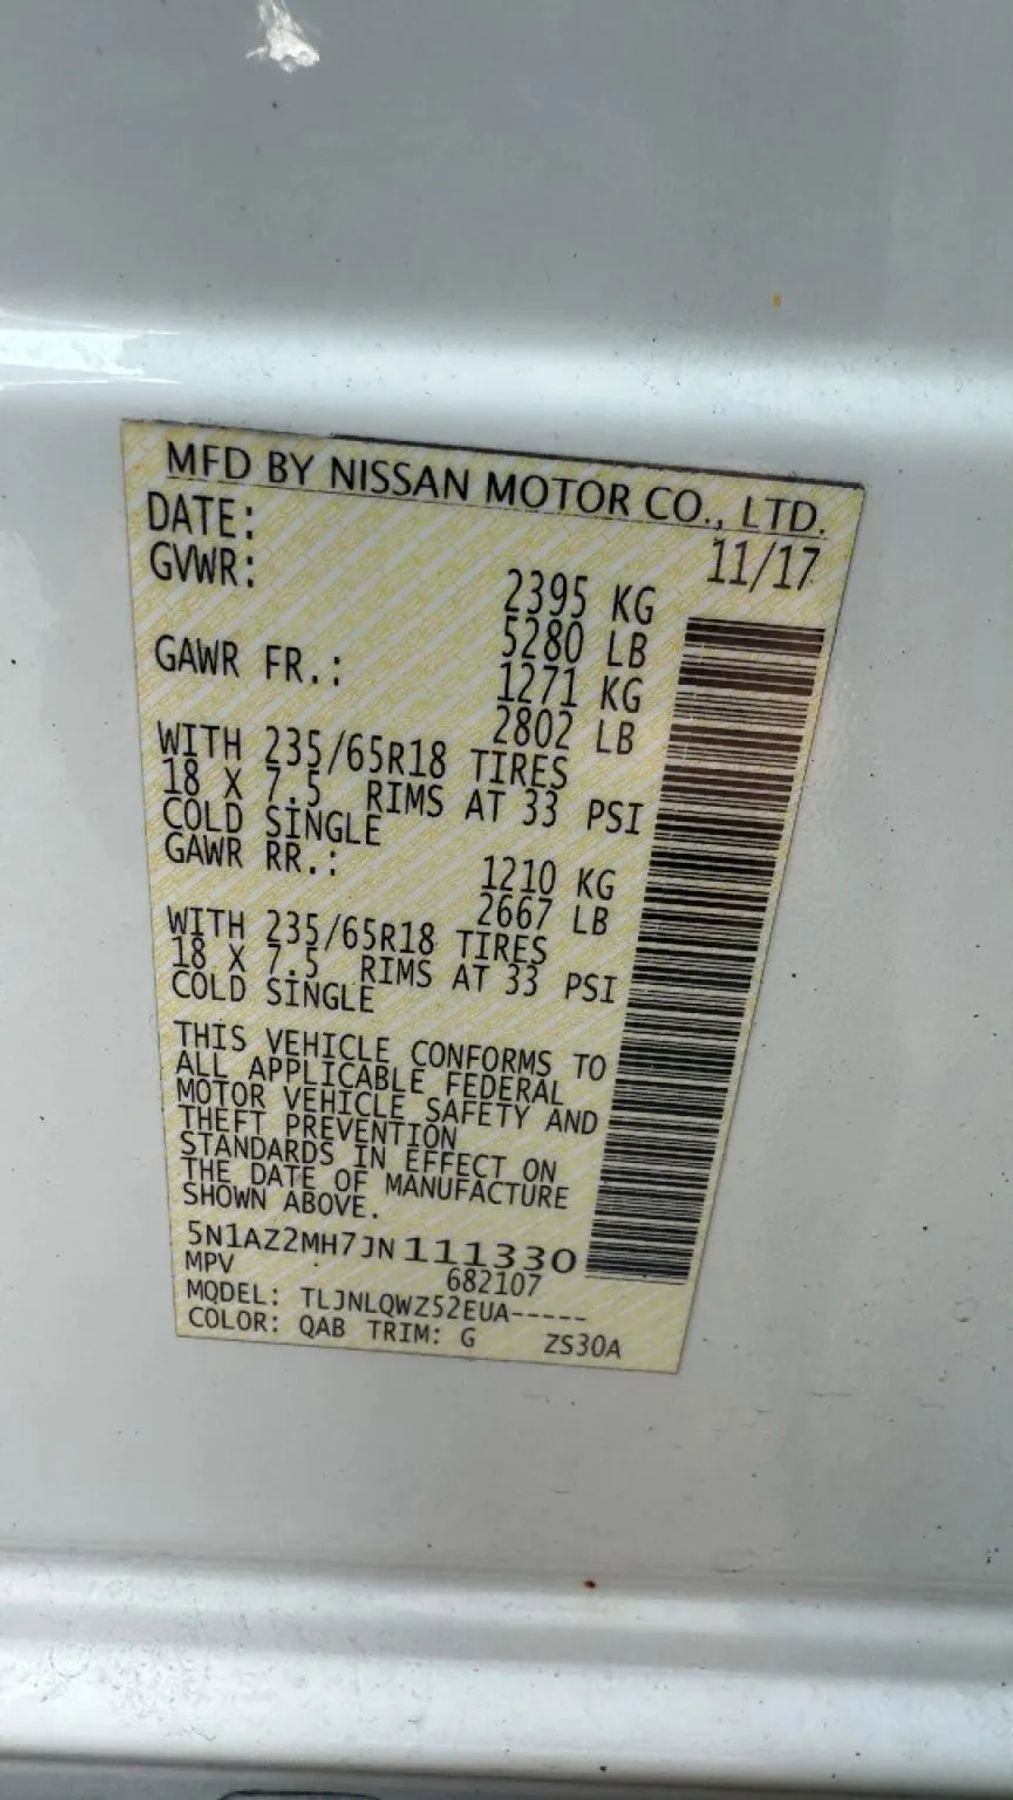 MFD BY NISSAN MOTOR CO., LTD.
DATE: 11/17
GVWR: 2395 KG
5280 LB
GAWR FR.: 1271 KG
2802 LB
WITH 235/65R18 TIRES
18 X 7.5 RIMS AT 33 PSI
COLD SINGLE
GAWR RR.: 1210 KG
2667 LB
WITH 235/65R18 TIRES
18 X 7.5 RIMS AT 33 PSI
COLD SINGLE
THIS VEHICLE CONFORMS TO
ALL APPLICABLE FEDERAL
MOTOR VEHICLE SAFETY AND
THEFT PREVENTION
STANDARDS IN EFFECT ON
THE DATE OF MANUFACTURE
SHOWN ABOVE.
5N1AZ2MH7JN111330
MPV 682107
MODEL: TLJNLQWZ52EUA-----
COLOR: QAB TRIM: G ZS30A